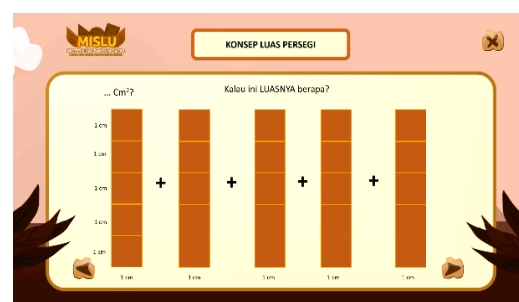 MISLU
KONSEP LUAS PERSEGI
... Cm²?
Kalau ini LUASNYA berapa?
1 cm
1 cm
1 cm
1 cm
1 cm
+ + + +
1 cm 1 cm 1 cm 1 cm 1 cm